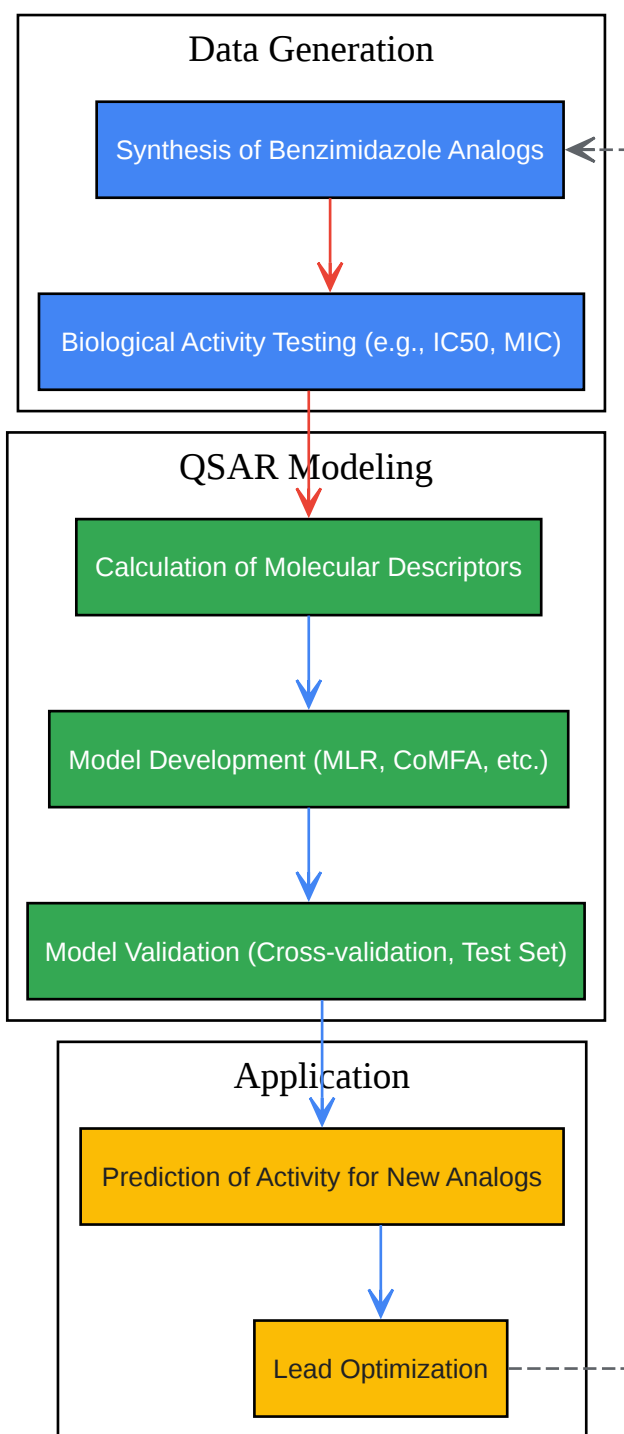 Data Generation
Synthesis of Benzimidazole Analogs
Biological Activity Testing (e.g., IC50, MIC)
QSAR Modeling
Calculation of Molecular Descriptors
Model Development (MLR, CoMFA, etc.)
Model Validation (Cross-validation, Test Set)
Application
Prediction of Activity for New Analogs
Lead Optimization